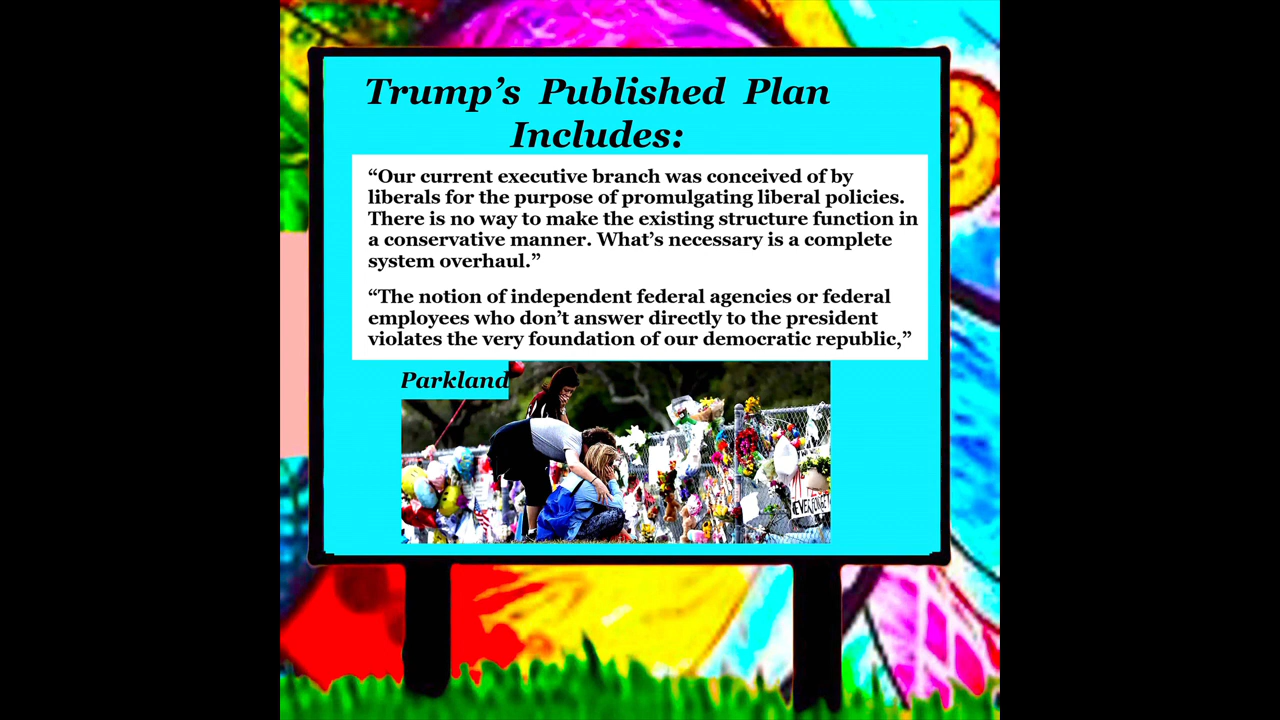 Trump's Published Plan
Includes:
“Our current executive branch was conceived of by
liberals for the purpose of promulgating liberal policies.
There is no way to make the existing structure function in
a conservative manner. What’s necessary is a complete
system overhaul.”
“The notion of independent federal agencies or federal
employees who don’t answer directly to the president
violates the very foundation of our democratic republic,”
Parkland